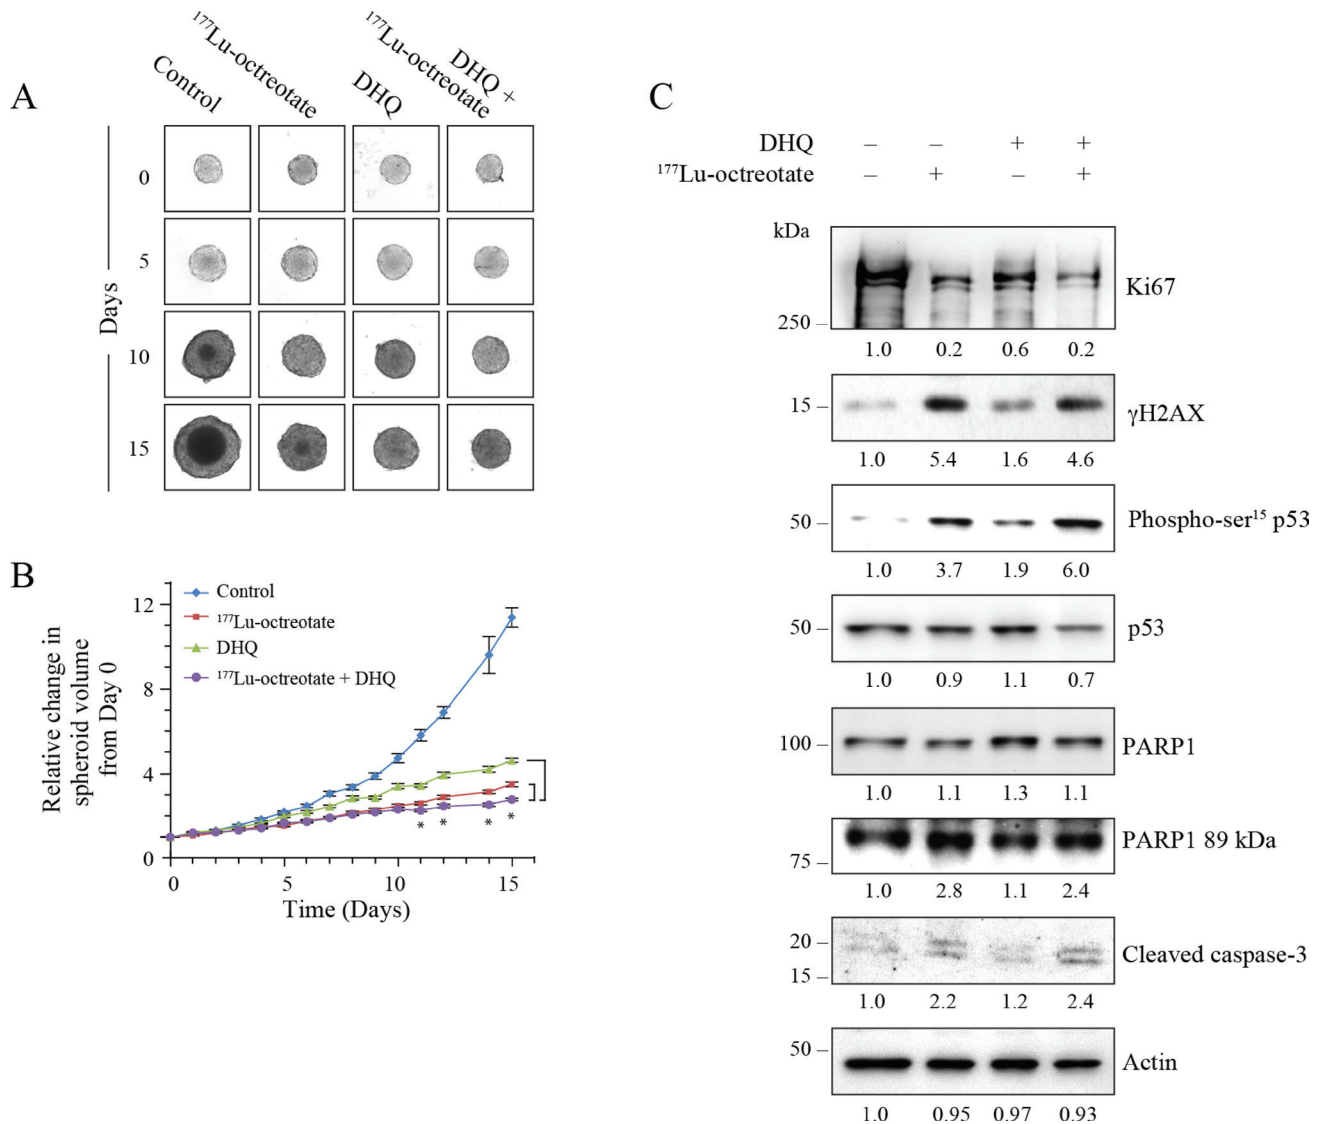 A
Control
¹⁷⁷Lu-octreotate
DHQ
¹⁷⁷Lu-octreotate
DHQ +
Days
0
5
10
15
B
Relative change in
spheroid volume
from Day 0
12
8
4
0
Control
¹⁷⁷Lu-octreotate
DHQ
¹⁷⁷Lu-octreotate + DHQ
* * * *
0 5 10 15
Time (Days)
C
DHQ – – + +
¹⁷⁷Lu-octreotate – + – +
kDa
250 –
Ki67
1.0 0.2 0.6 0.2
15 –
γH2AX
1.0 5.4 1.6 4.6
50 –
Phospho-ser¹⁵ p53
1.0 3.7 1.9 6.0
50 –
p53
1.0 0.9 1.1 0.7
100 –
PARP1
1.0 1.1 1.3 1.1
PARP1 89 kDa
75 –
1.0 2.8 1.1 2.4
20 –
Cleaved caspase-3
15 –
1.0 2.2 1.2 2.4
50 –
Actin
1.0 0.95 0.97 0.93